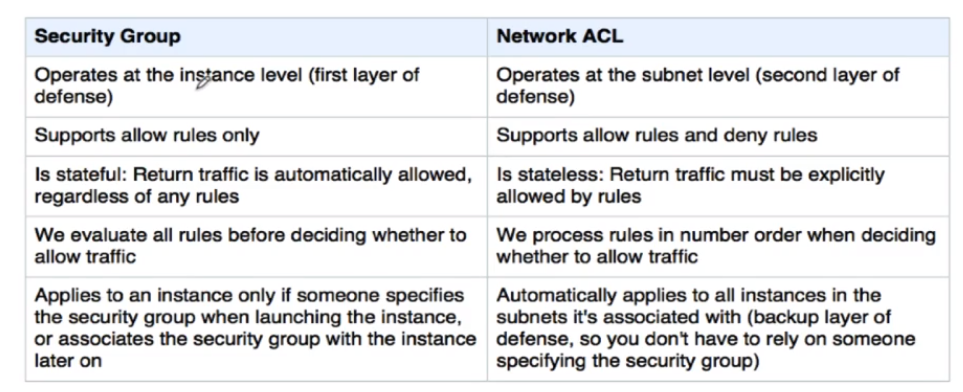 Security Group
Network ACL
Operates at the instance level (first layer of
defense)
Operates at the subnet level (second layer of
defense)
Supports allow rules only
Supports allow rules and deny rules
Is stateful: Return traffic is automatically allowed,
regardless of any rules
Is stateless: Return traffic must be explicitly
allowed by rules
We evaluate all rules before deciding whether to
allow traffic
We process rules in number order when deciding
whether to allow traffic
Applies to an instance only if someone specifies
the security group when launching the instance,
or associates the security group with the instance
later on
Automatically applies to all instances in the
subnets it's associated with (backup layer of
defense, so you don't have to rely on someone
specifying the security group)